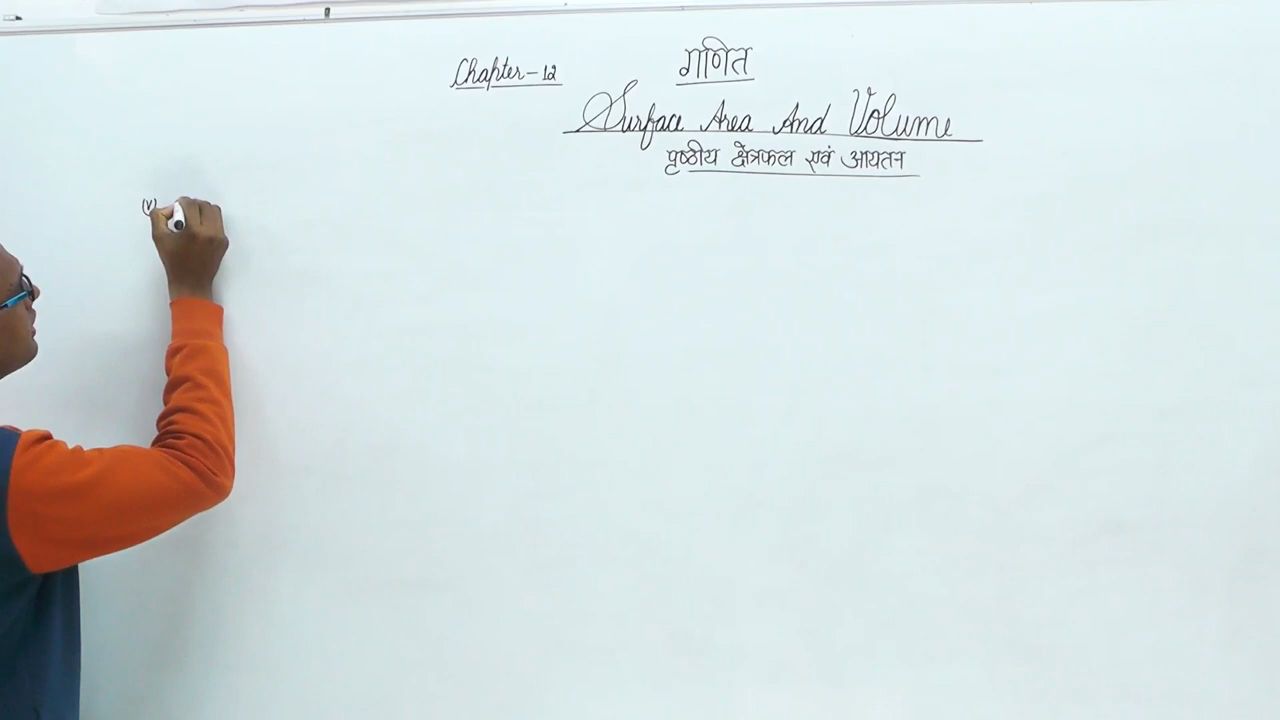 गणित
Chapter-12
Surface Area And Volume
पृष्ठीय क्षेत्रफल एवं आयतन
(v)